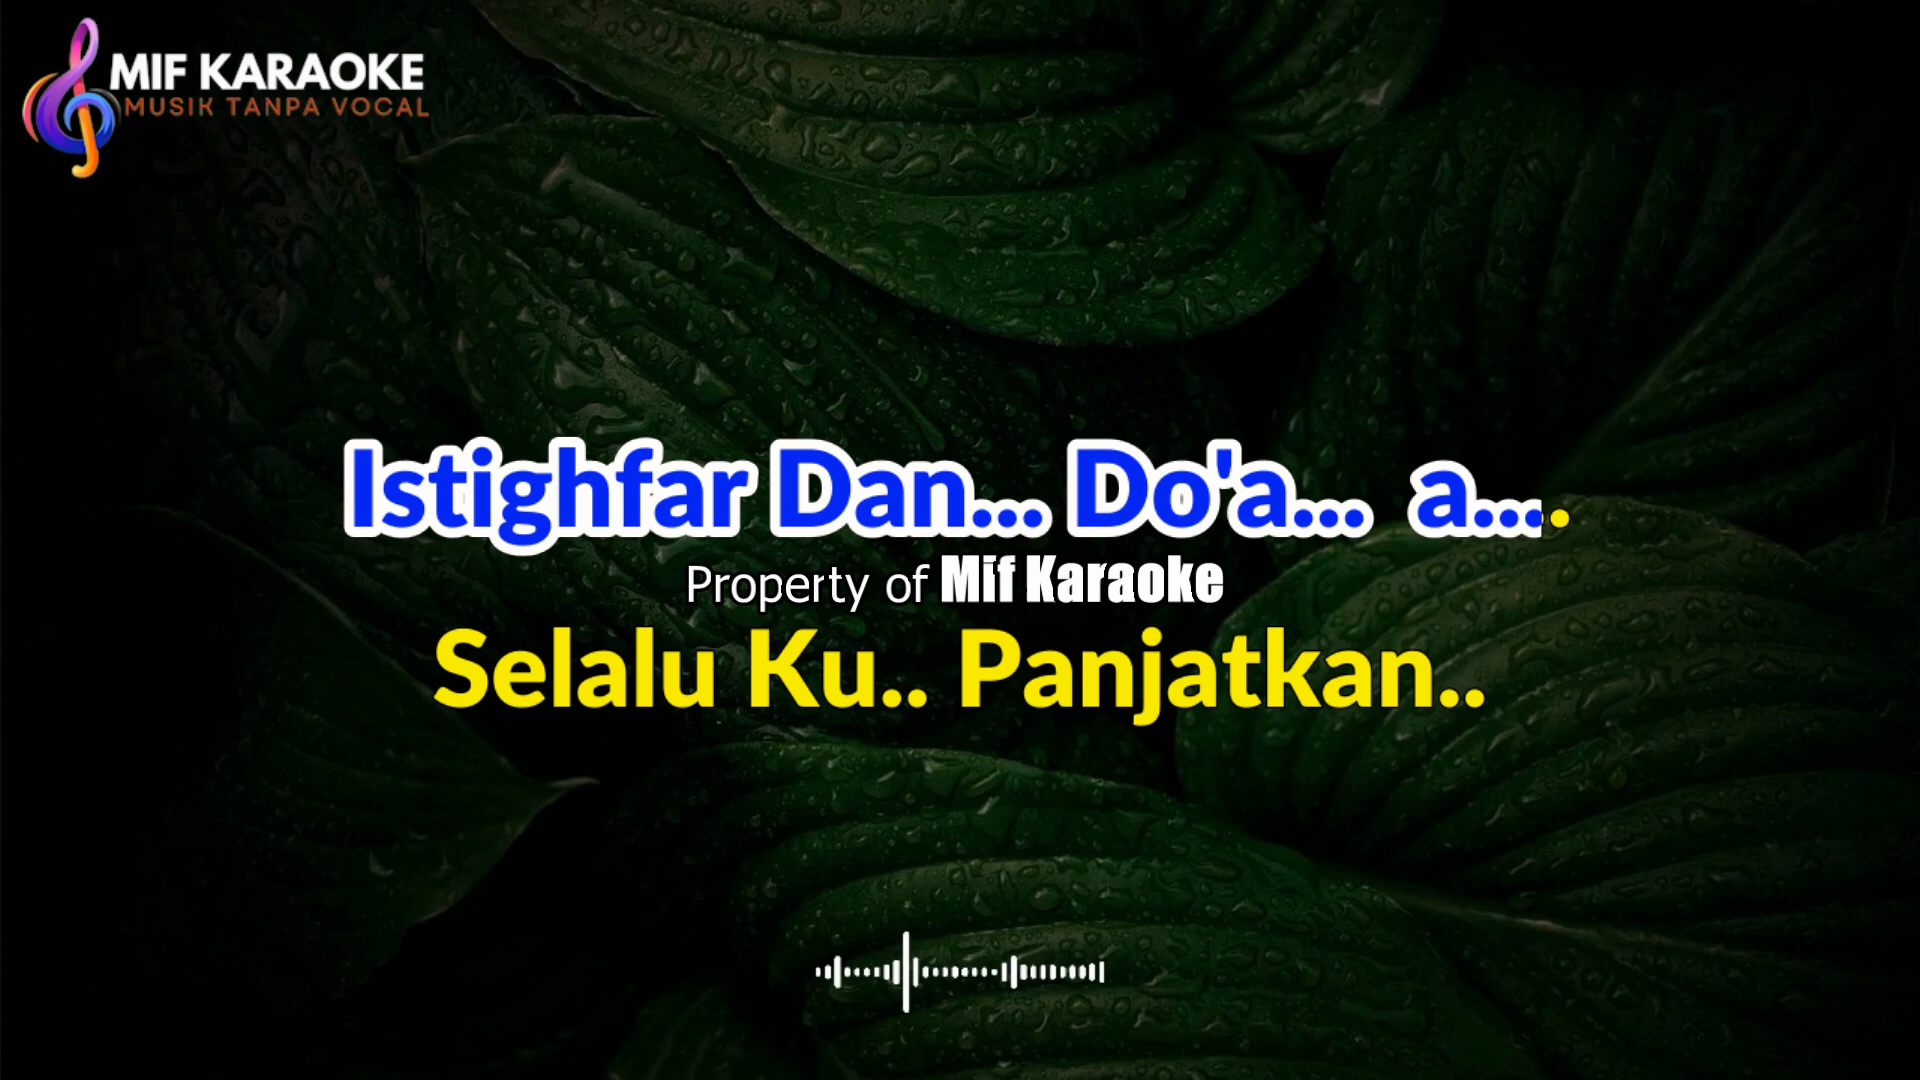 MIF KARAOKE
MUSIK TANPA VOCAL
Istighfar Dan... Do'a... a....
Property of Mif Karaoke
Selalu Ku.. Panjatkan..